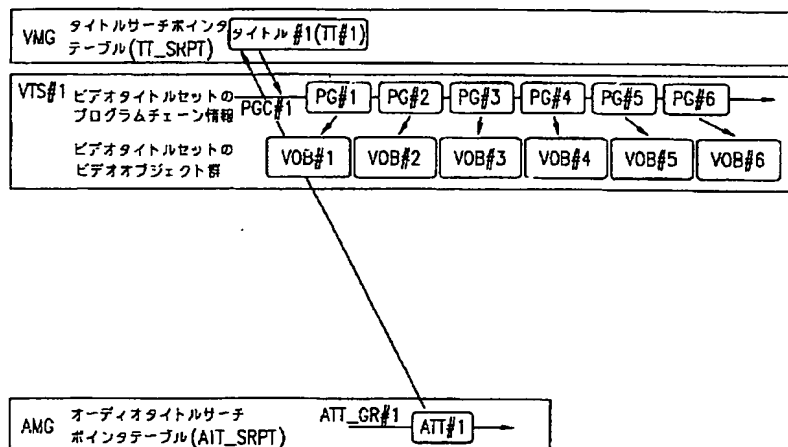 VMG タイトルサーチポインタ
テーブル(TT_SRPT)
タイトル#1(TT#1)
VTS#1 ビデオタイトルセットの
プログラムチェーン情報
PGC#1
PG#1 PG#2 PG#3 PG#4 PG#5 PG#6
ビデオタイトルセットの
ビデオオブジェクト群
VOB#1 VOB#2 VOB#3 VOB#4 VOB#5 VOB#6
AMG オーディオタイトルサーチ
ポインタテーブル(AIT_SRPT)
ATT_GR#1
ATT#1